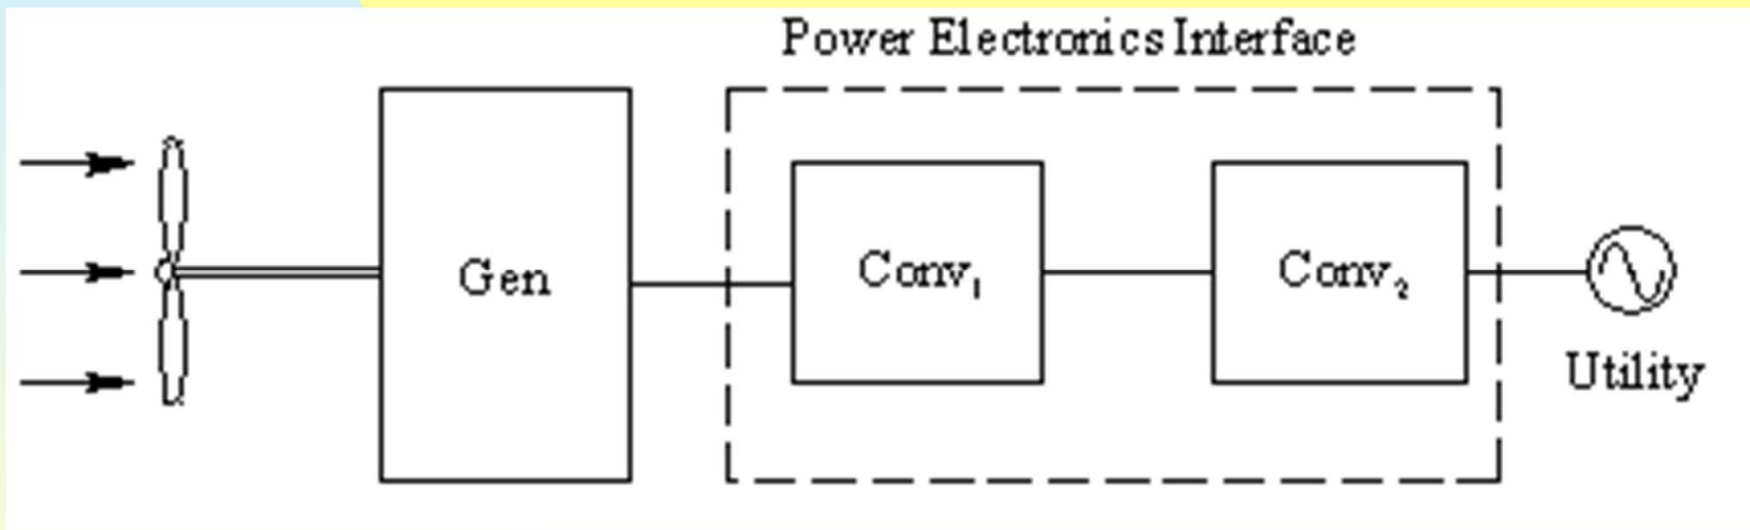 Power Electronics Interface
Gen
Conv₁
Conv₂
Utility